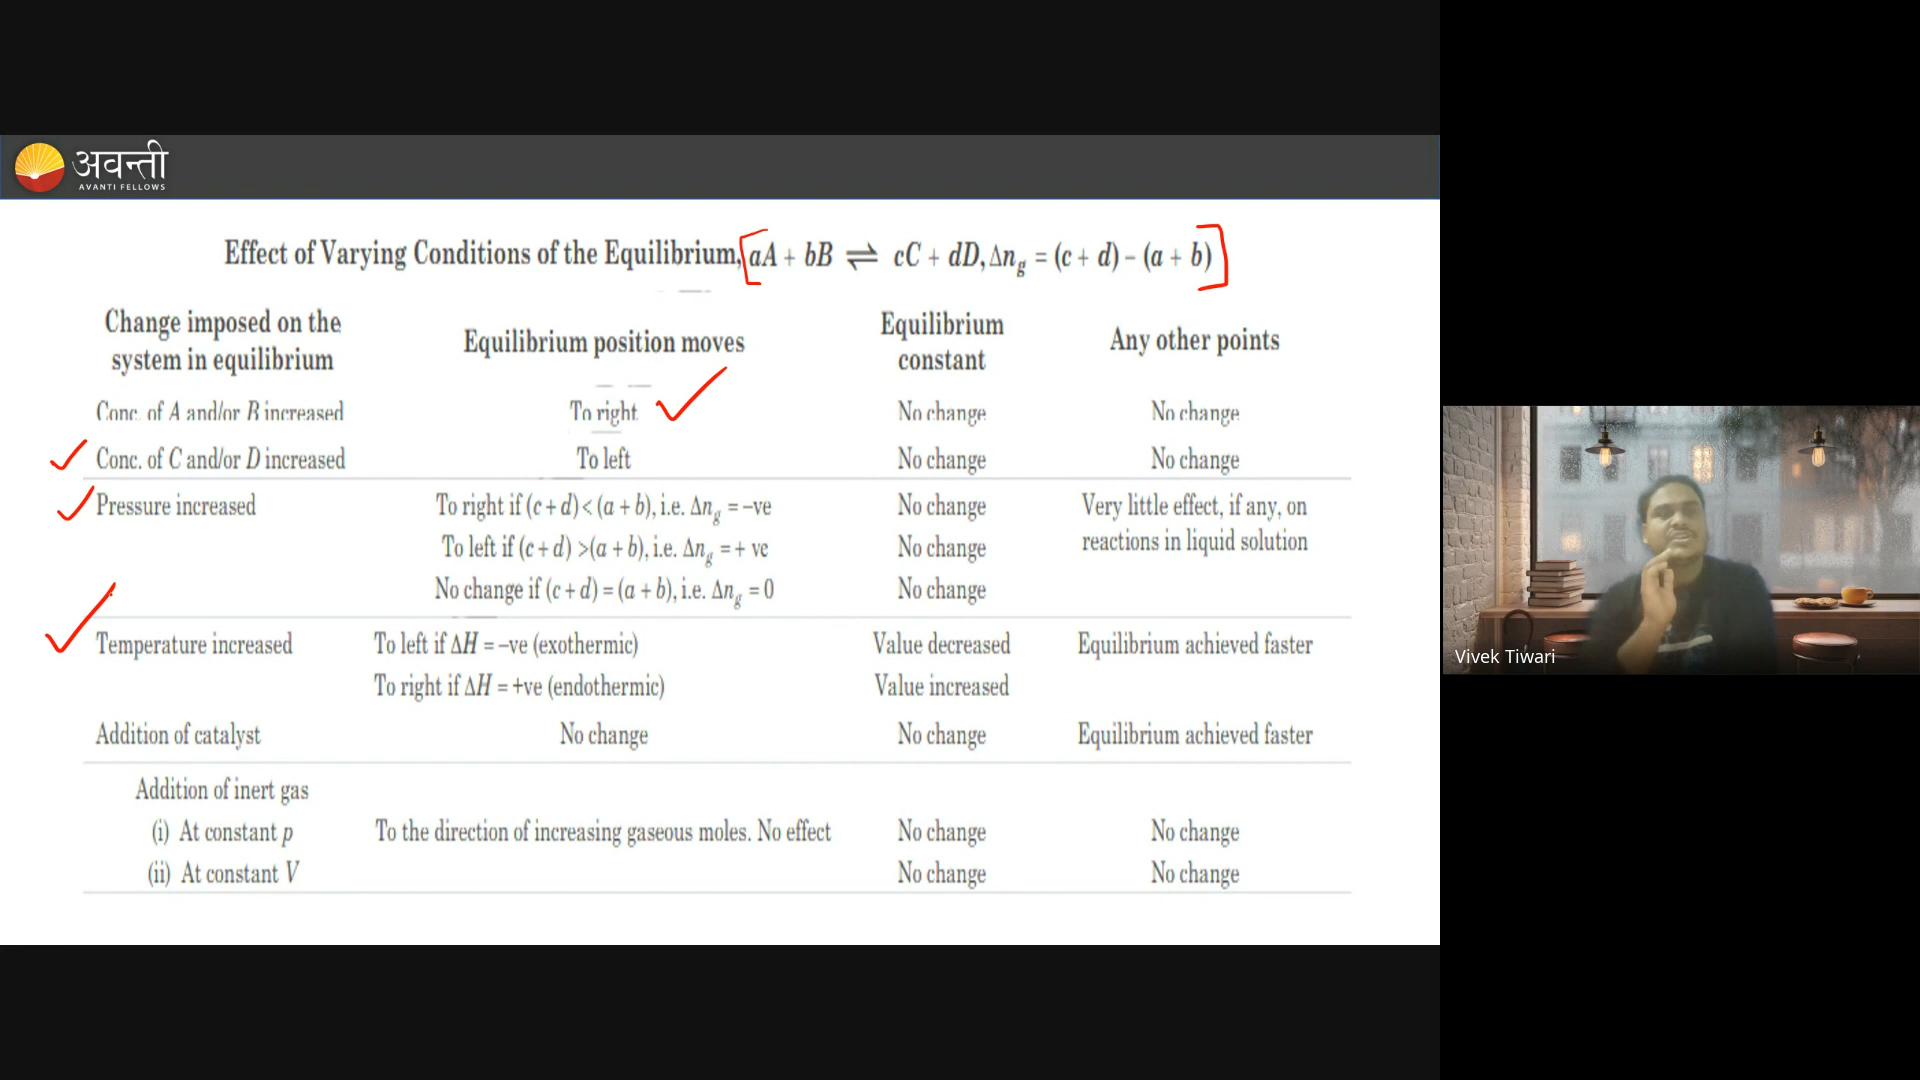 अवन्ती
AVANTI FELLOWS
Effect of Varying Conditions of the Equilibrium, aA + bB ⇌ cC + dD, Δn_g = (c + d) – (a + b)
Change imposed on the system in equilibrium	Equilibrium position moves	Equilibrium constant	Any other points
Conc. of A and/or B increased	To right	No change	No change
Conc. of C and/or D increased	To left	No change	No change
Pressure increased	To right if (c + d) < (a + b), i.e. Δn_g = –ve	No change	Very little effect, if any, on reactions in liquid solution
To left if (c + d) >(a + b), i.e. Δn_g = + ve	No change
No change if (c + d) = (a + b), i.e. Δn_g = 0	No change
Temperature increased	To left if ΔH = –ve (exothermic)	Value decreased	Equilibrium achieved faster
To right if ΔH = +ve (endothermic)	Value increased
Addition of catalyst	No change	No change	Equilibrium achieved faster
Addition of inert gas
(i) At constant p	To the direction of increasing gaseous moles. No effect	No change	No change
(ii) At constant V	No change	No change
Vivek Tiwari